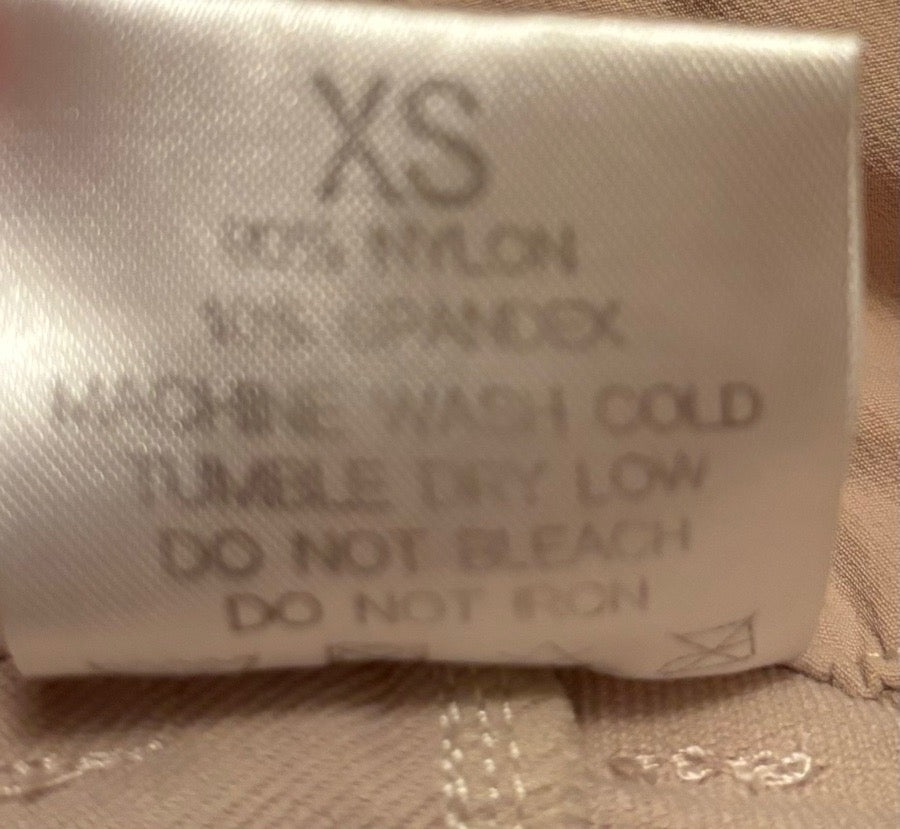 XS
90% NYLON
10% SPANDEX
MACHINE WASH COLD
TUMBLE DRY LOW
DO NOT BLEACH
DO NOT IRON